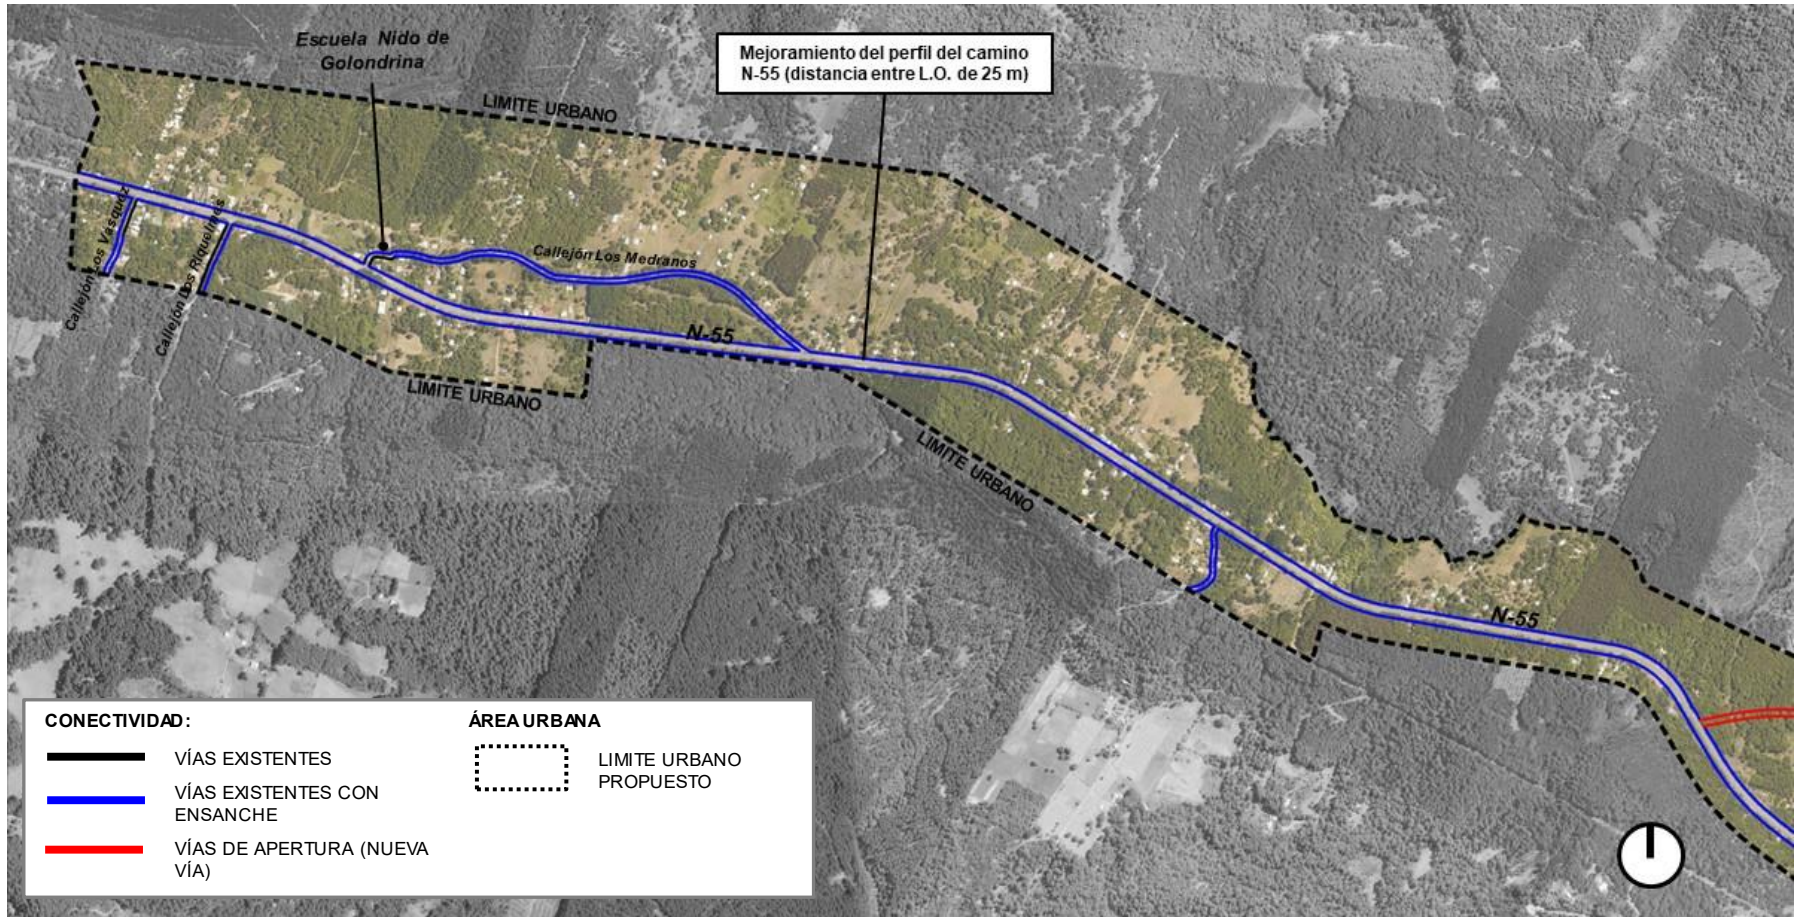 Escuela Nido de
Golondrina
Mejoramiento del perfil del camino
N-55 (distancia entre L.O. de 25 m)
LIMITE URBANO
Callejón Los Vasquez
Callejón Los Riquelmes
Callejón Los Medranos
N-55
LIMITE URBANO
LIMITE URBANO
N-55
CONECTIVIDAD:
VÍAS EXISTENTES
VÍAS EXISTENTES CON
ENSANCHE
VÍAS DE APERTURA (NUEVA
VÍA)
ÁREA URBANA
LIMITE URBANO
PROPUESTO